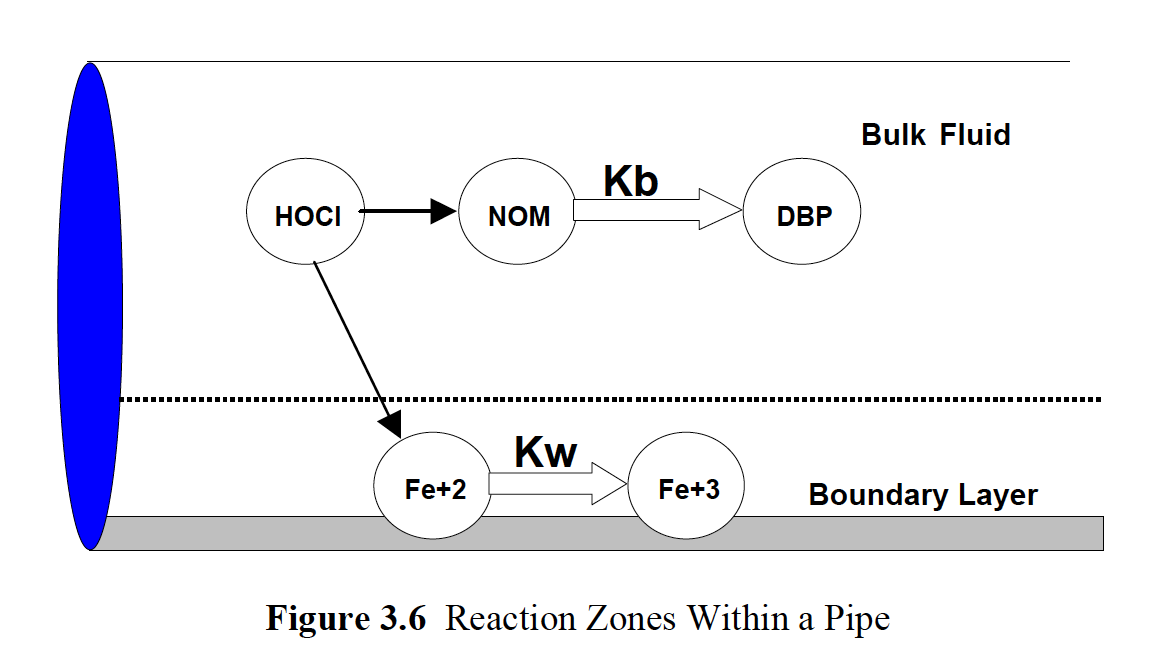 Bulk Fluid
Kb
HOCl
NOM
DBP
Kw
Fe+2
Fe+3
Boundary Layer
Figure 3.6 Reaction Zones Within a Pipe